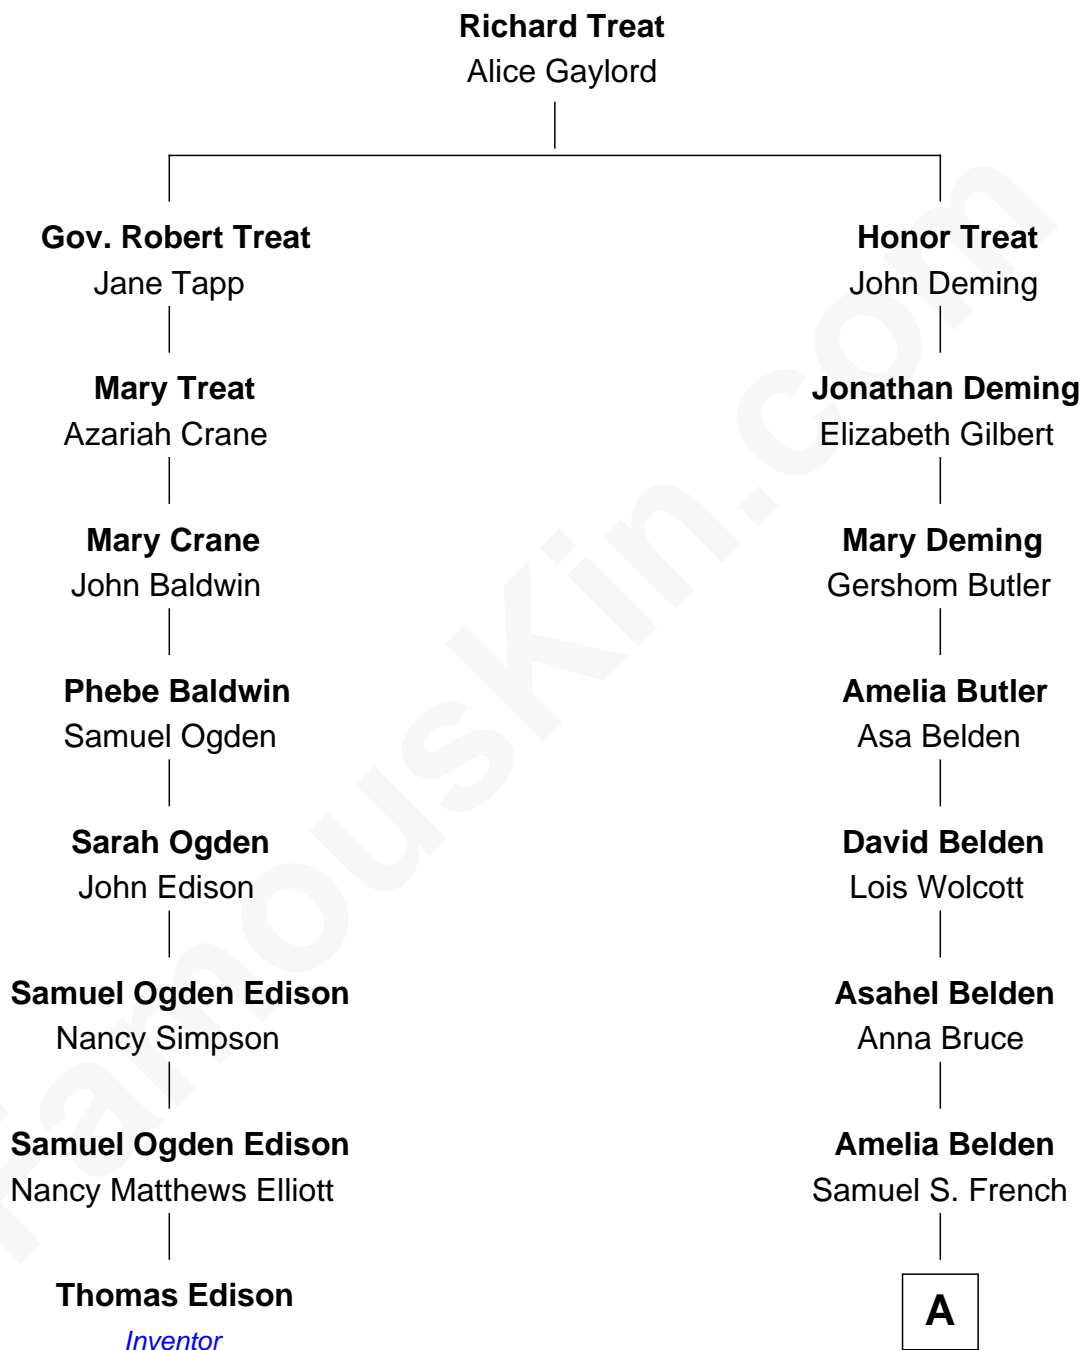 Richard Treat
Alice Gaylord
Gov. Robert Treat
Jane Tapp
Mary Treat
Azariah Crane
Mary Crane
John Baldwin
Phebe Baldwin
Samuel Ogden
Sarah Ogden
John Edison
Samuel Ogden Edison
Nancy Simpson
Samuel Ogden Edison
Nancy Matthews Elliott
Thomas Edison
Inventor
Honor Treat
John Deming
Jonathan Deming
Elizabeth Gilbert
Mary Deming
Gershom Butler
Amelia Butler
Asa Belden
David Belden
Lois Wolcott
Asahel Belden
Anna Bruce
Amelia Belden
Samuel S. French
A
FamousKin.com